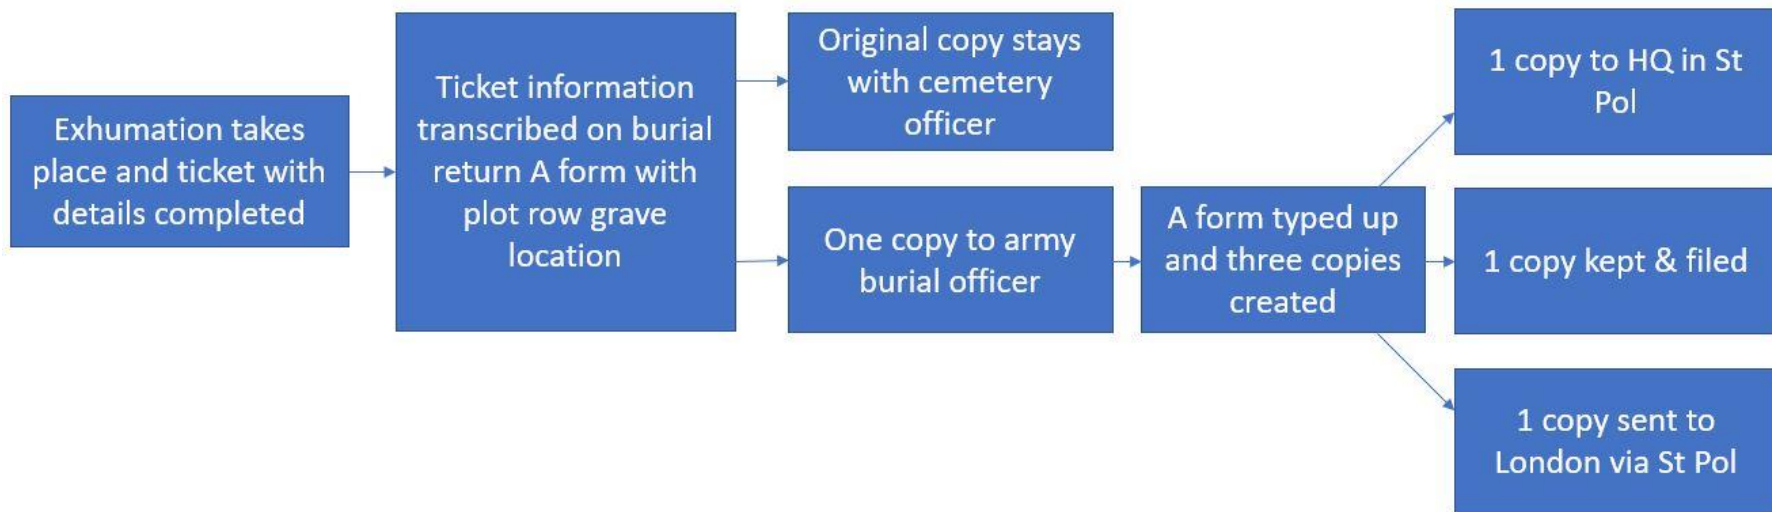 Exhumation takes
place and ticket with
details completed
Ticket information
transcribed on burial
return A form with
plot row grave
location
Original copy stays
with cemetery
officer
One copy to army
burial officer
A form typed up
and three copies
created
1 copy to HQ in St
Pol
1 copy kept & filed
1 copy sent to
London via St Pol